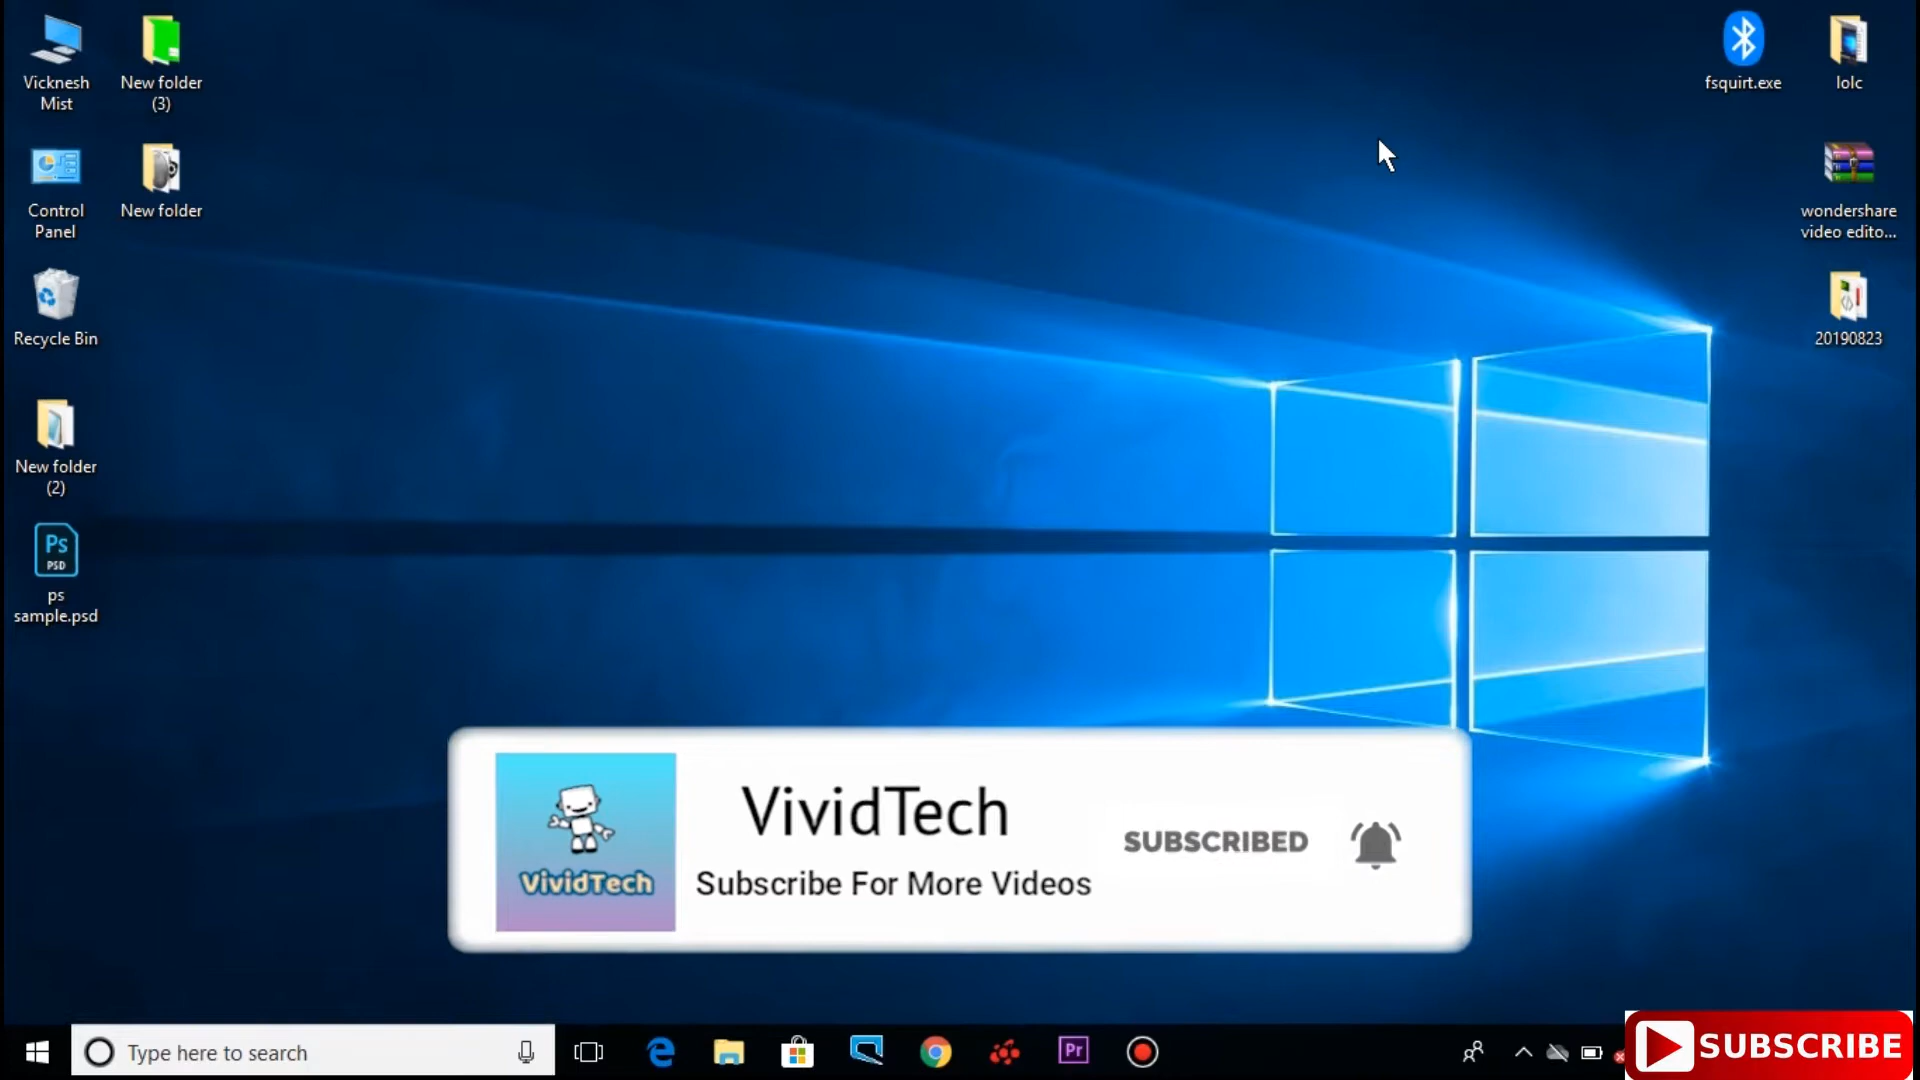 Vicknesh
Mist
New folder
(3)
fsquirt.exe
lolc
Control
Panel
New folder
wondershare
video edito...
Recycle Bin
20190823
New folder
(2)
Ps
PSD
ps
sample.psd
VividTech
VividTech
Subscribe For More Videos
SUBSCRIBED
Type here to search
Pr
SUBSCRIBE